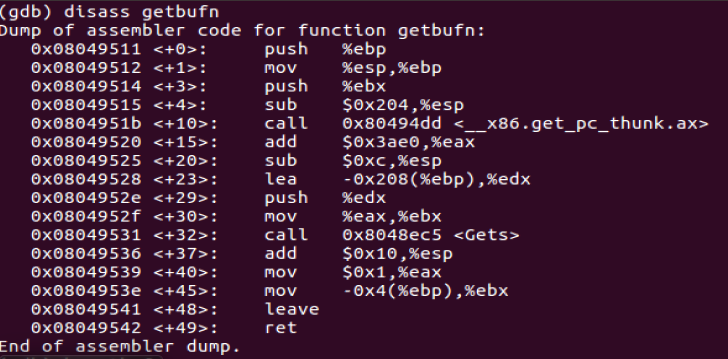 (gdb) disass getbufn
Dump of assembler code for function getbufn:
   0x08049511 <+0>:     push   %ebp
   0x08049512 <+1>:     mov    %esp,%ebp
   0x08049514 <+3>:     push   %ebx
   0x08049515 <+4>:     sub    $0x204,%esp
   0x0804951b <+10>:    call   0x80494dd <__x86.get_pc_thunk.ax>
   0x08049520 <+15>:    add    $0x3ae0,%eax
   0x08049525 <+20>:    sub    $0xc,%esp
   0x08049528 <+23>:    lea    -0x208(%ebp),%edx
   0x0804952e <+29>:    push   %edx
   0x0804952f <+30>:    mov    %eax,%ebx
   0x08049531 <+32>:    call   0x8048ec5 <Gets>
   0x08049536 <+37>:    add    $0x10,%esp
   0x08049539 <+40>:    mov    $0x1,%eax
   0x0804953e <+45>:    mov    -0x4(%ebp),%ebx
   0x08049541 <+48>:    leave
   0x08049542 <+49>:    ret
End of assembler dump.